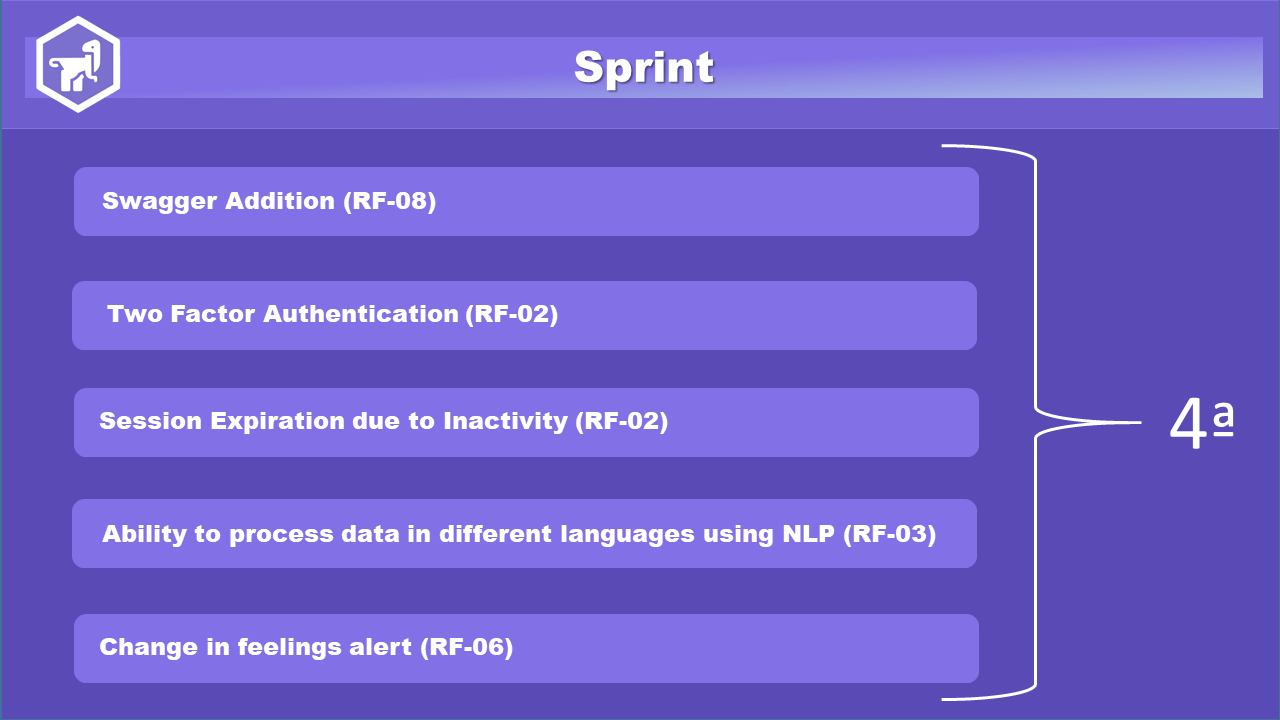 Sprint
Swagger Addition (RF-08)
Two Factor Authentication (RF-02)
Session Expiration due to Inactivity (RF-02)
Ability to process data in different languages using NLP (RF-03)
Change in feelings alert (RF-06)
4ª